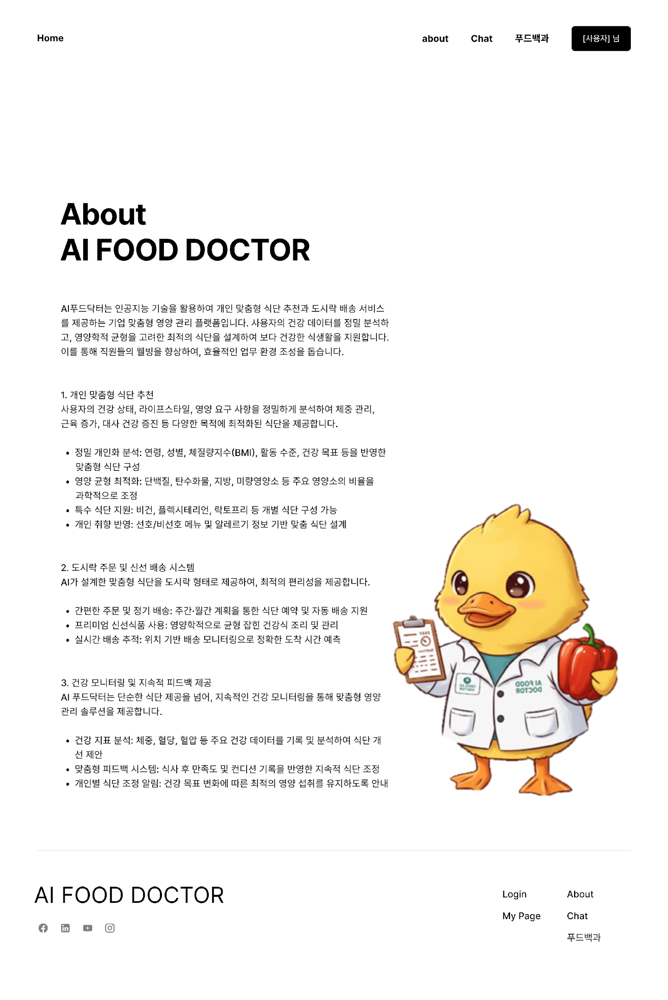 Home
about
Chat
푸드백과
[사용자] 님
About
AI FOOD DOCTOR
AI푸드닥터는 인공지능 기술을 활용하여 개인 맞춤형 식단 추천과 도시락 배송 서비스
를 제공하는 기업 맞춤형 영양 관리 플랫폼입니다. 사용자의 건강 데이터를 정밀 분석하
고, 영양학적 균형을 고려한 최적의 식단을 설계하여 보다 건강한 식생활을 지원합니다.
이를 통해 직원들의 웰빙을 향상하여, 효율적인 업무 환경 조성을 돕습니다.
1. 개인 맞춤형 식단 추천
사용자의 건강 상태, 라이프스타일, 영양 요구 사항을 정밀하게 분석하여 체중 관리,
근육 증가, 대사 건강 증진 등 다양한 목적에 최적화된 식단을 제공합니다.
• 정밀 개인화 분석: 연령, 성별, 체질량지수(BMI), 활동 수준, 건강 목표 등을 반영한
맞춤형 식단 구성
• 영양 균형 최적화: 단백질, 탄수화물, 지방, 미량영양소 등 주요 영양소의 비율을
과학적으로 조정
• 특수 식단 지원: 비건, 플렉시테리언, 락토프리 등 개별 식단 구성 가능
• 개인 취향 반영: 선호/비선호 메뉴 및 알레르기 정보 기반 맞춤 식단 설계
2. 도시락 주문 및 신선 배송 시스템
AI가 설계한 맞춤형 식단을 도시락 형태로 제공하여, 최적의 편리성을 제공합니다.
• 간편한 주문 및 정기 배송: 주간·월간 계획을 통한 식단 예약 및 자동 배송 지원
• 프리미엄 신선식품 사용: 영양학적으로 균형 잡힌 건강식 조리 및 관리
• 실시간 배송 추적: 위치 기반 배송 모니터링으로 정확한 도착 시간 예측
3. 건강 모니터링 및 지속적 피드백 제공
AI 푸드닥터는 단순한 식단 제공을 넘어, 지속적인 건강 모니터링을 통해 맞춤형 영양
관리 솔루션을 제공합니다.
• 건강 지표 분석: 체중, 혈당, 혈압 등 주요 건강 데이터를 기록 및 분석하여 식단 개
선 제안
• 맞춤형 피드백 시스템: 식사 후 만족도 및 컨디션 기록을 반영한 지속적 식단 조정
• 개인별 식단 조정 알림: 건강 목표 변화에 따른 최적의 영양 섭취를 유지하도록 안내
AI FOOD
DOCTOR
AI FOOD DOCTOR
Login
About
My Page
Chat
푸드백과